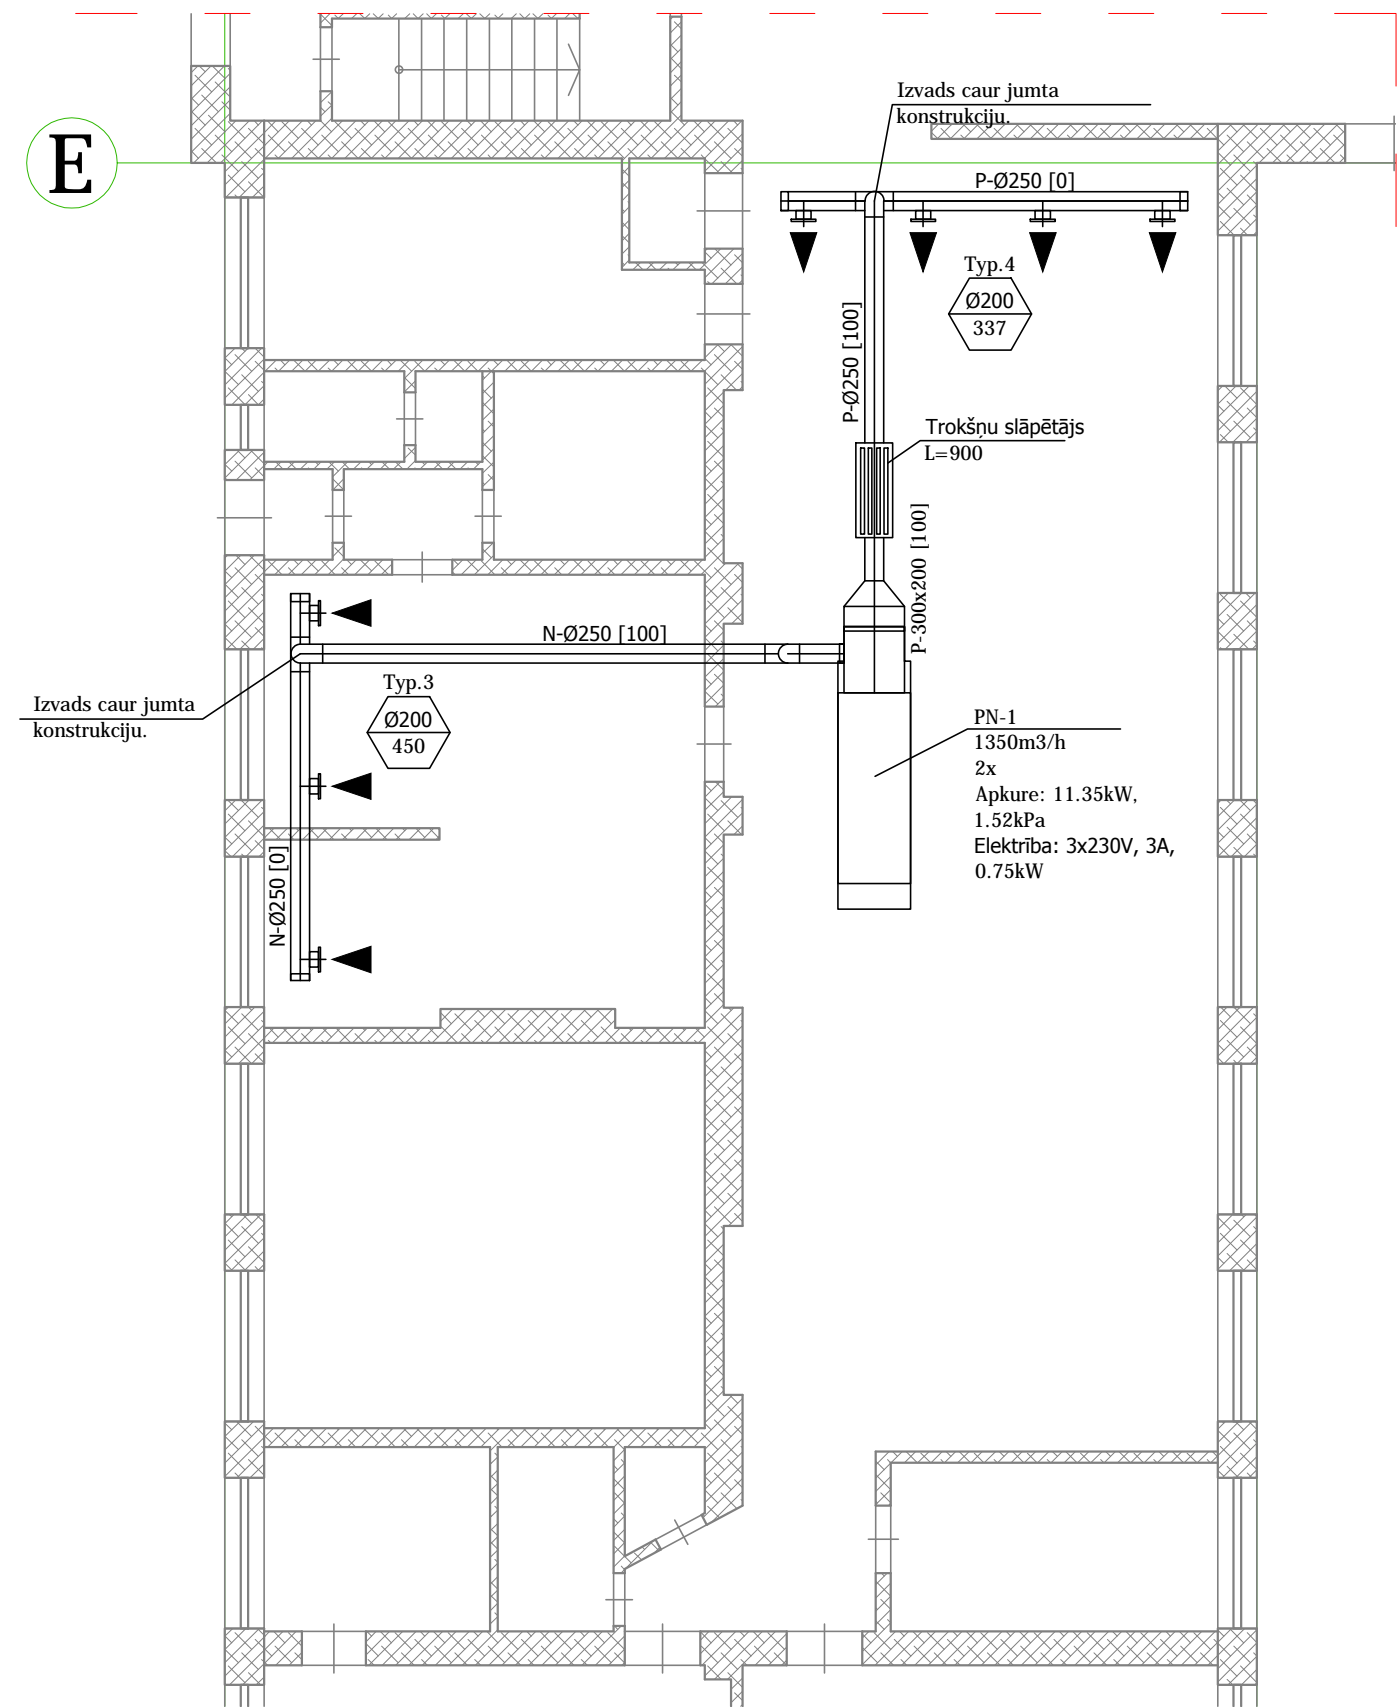 Izvads caur jumta
konstrukciju.
E
P-Ø250 [0]
Typ.4
Ø200
337
P-Ø250 [100]
Trokšņu slāpētājs
L=900
P-300x200 [100]
N-Ø250 [100]
Izvads caur jumta
konstrukciju.
Typ.3
Ø200
450
PN-1
1350m3/h
2x
Apkure: 11.35kW,
1.52kPa
Elektrība: 3x230V, 3A,
0.75kW
N-Ø250 [0]